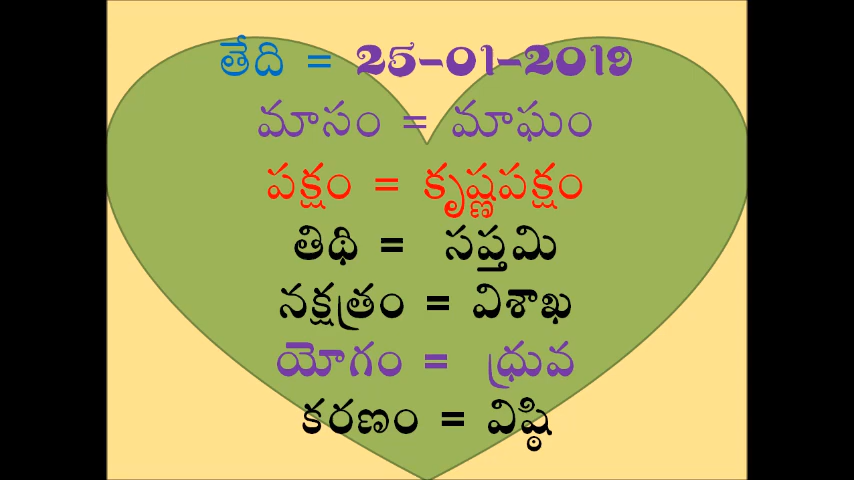 తేది = 25-01-2019
మాసం = మాఘం
పక్షం = కృష్ణపక్షం
తిథి = సప్తమి
నక్షత్రం = విశాఖ
యోగం = ధ్రువ
కరణం = విష్ఠి